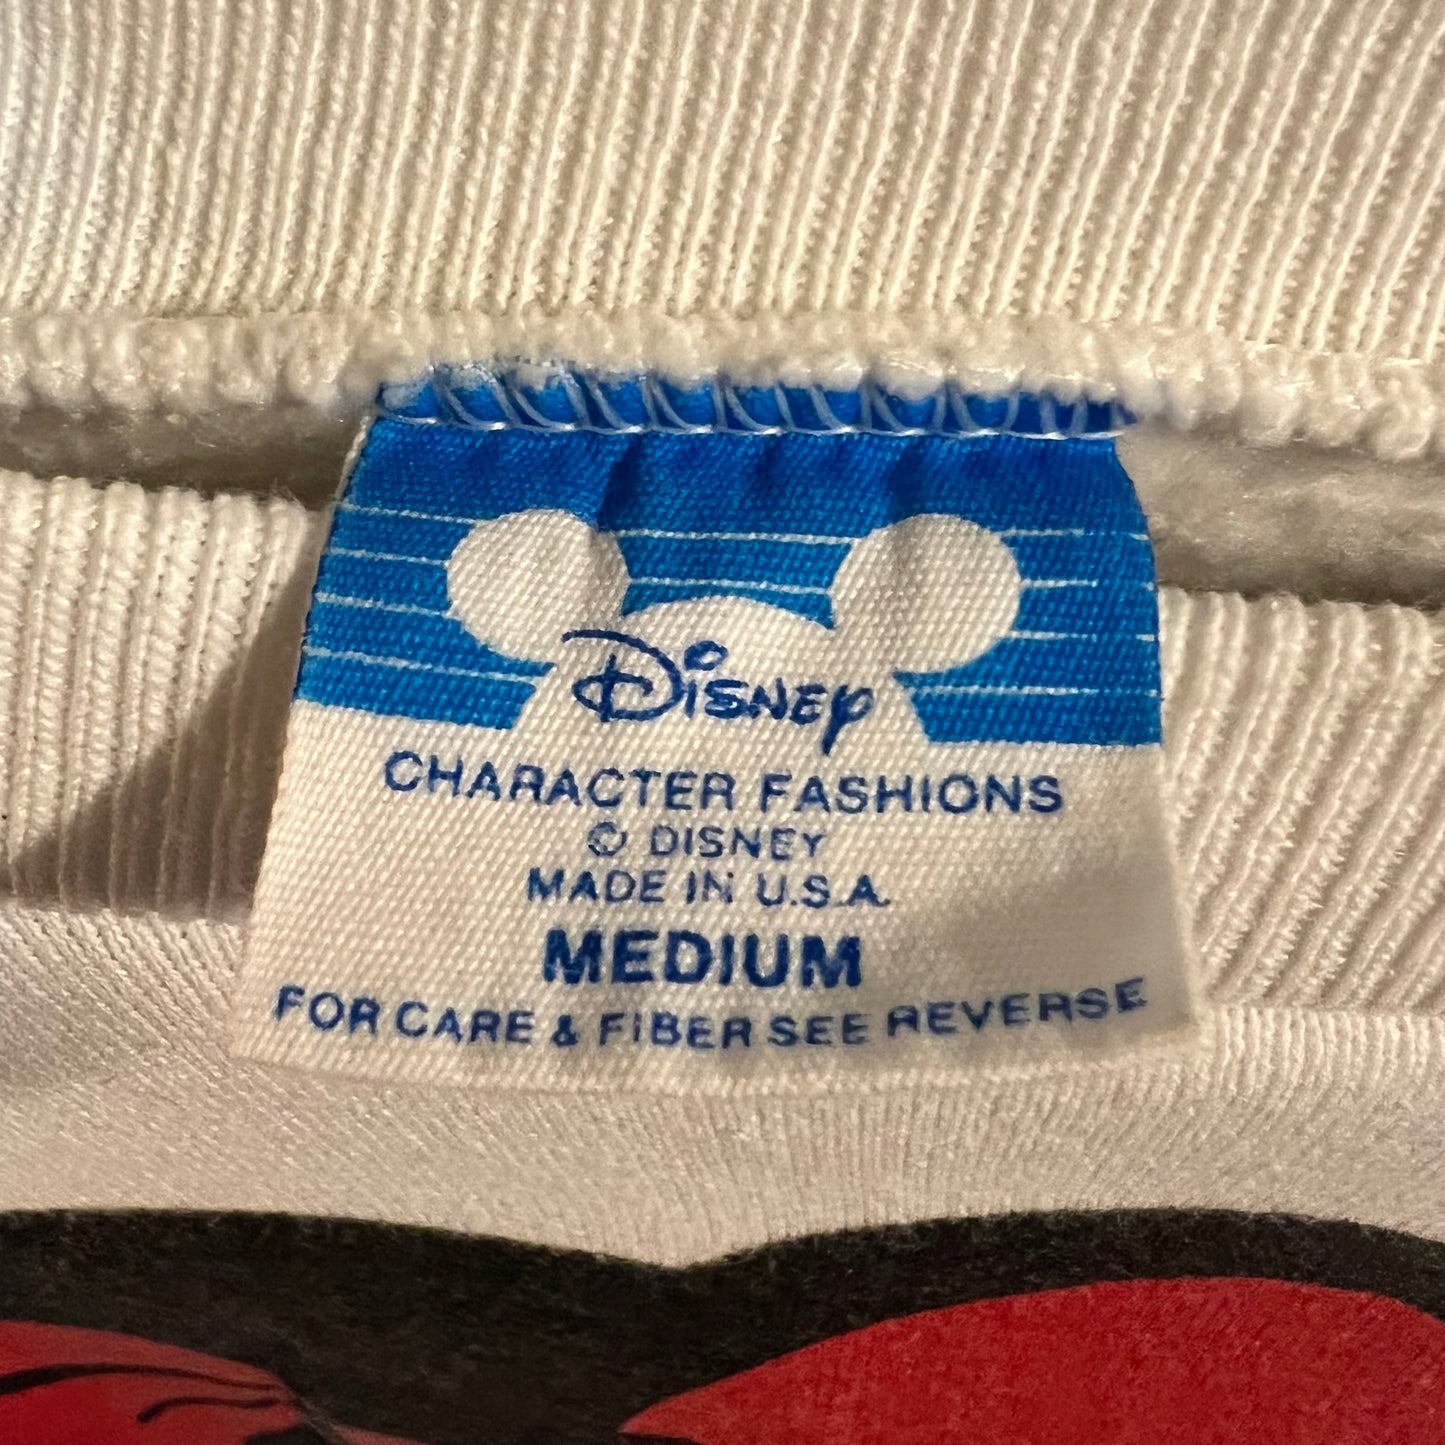 Disney
CHARACTER FASHIONS
© DISNEY
MADE IN U.S.A.
MEDIUM
FOR CARE & FIBER SEE REVERSE